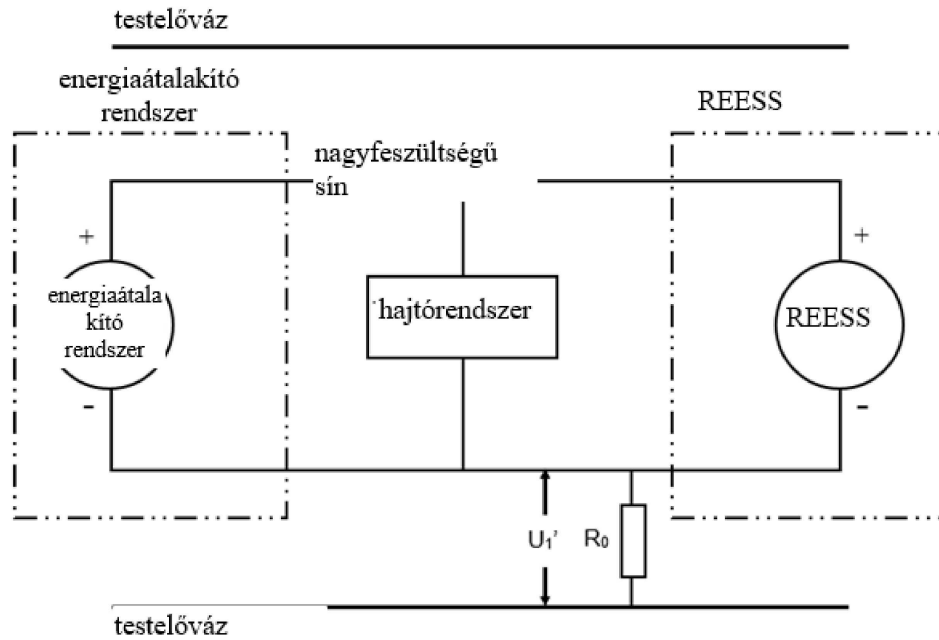 testelőváz
energiaátalakító
rendszer
REESS
nagyfeszültségű
sín
+
+
energiaátala
kító
rendszer
hajtórendszer
REESS
-
-
U₁’
R₀
testelőváz